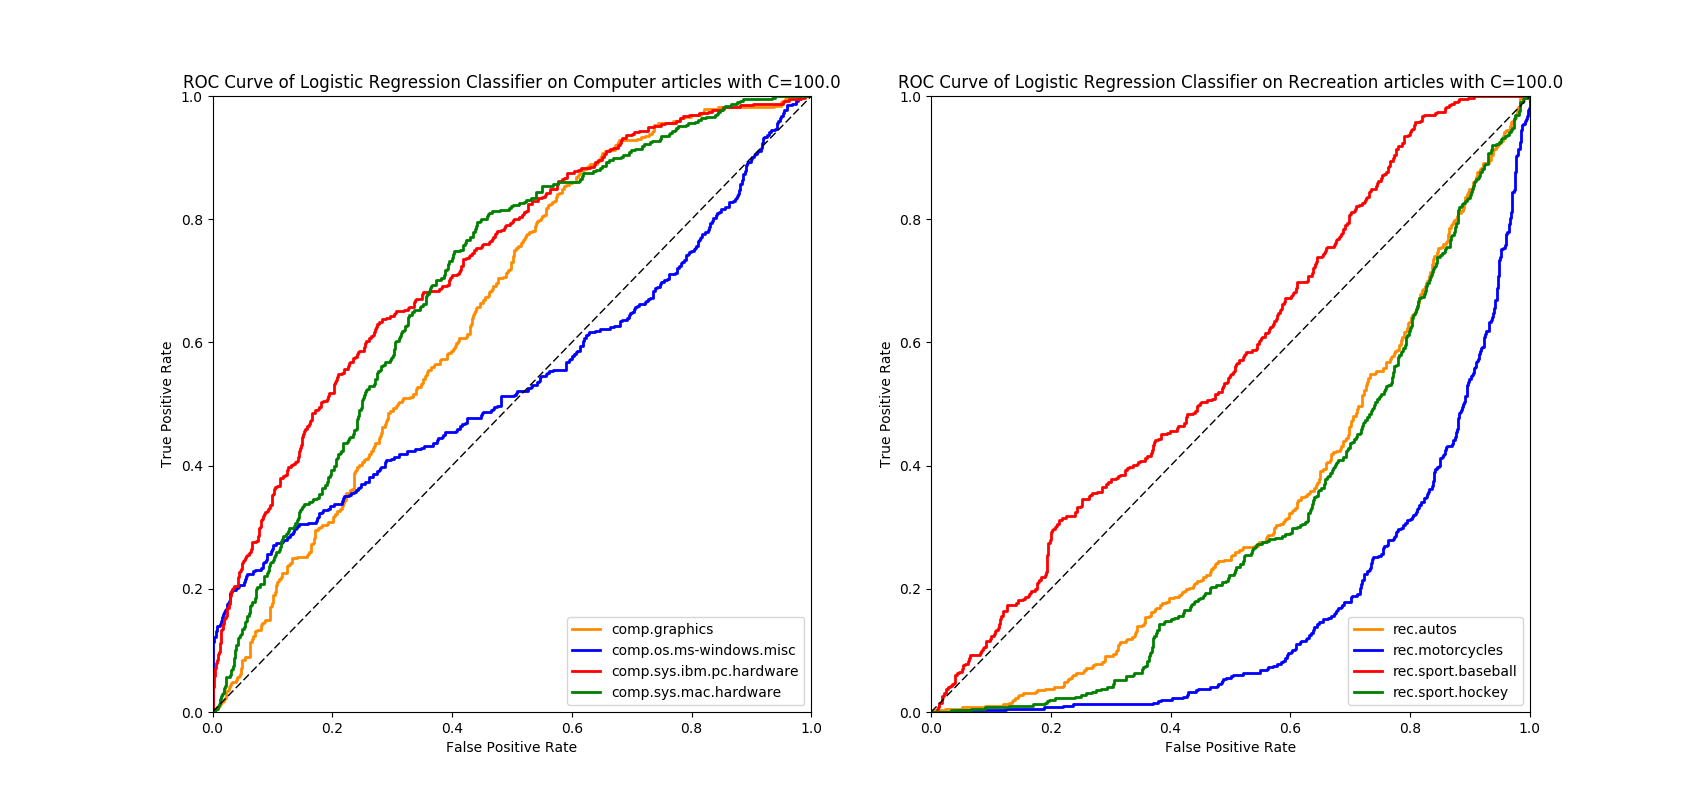 ROC Curve of Logistic Regression Classifier on Computer articles with C=100.0
1.0
0.8
0.6
0.4
0.2
0.0
True Positive Rate
0.0 0.2 0.4 0.6 0.8 1.0
False Positive Rate
comp.graphics
comp.os.ms-windows.misc
comp.sys.ibm.pc.hardware
comp.sys.mac.hardware
ROC Curve of Logistic Regression Classifier on Recreation articles with C=100.0
1.0
0.8
0.6
0.4
0.2
0.0
True Positive Rate
0.0 0.2 0.4 0.6 0.8 1.0
False Positive Rate
rec.autos
rec.motorcycles
rec.sport.baseball
rec.sport.hockey